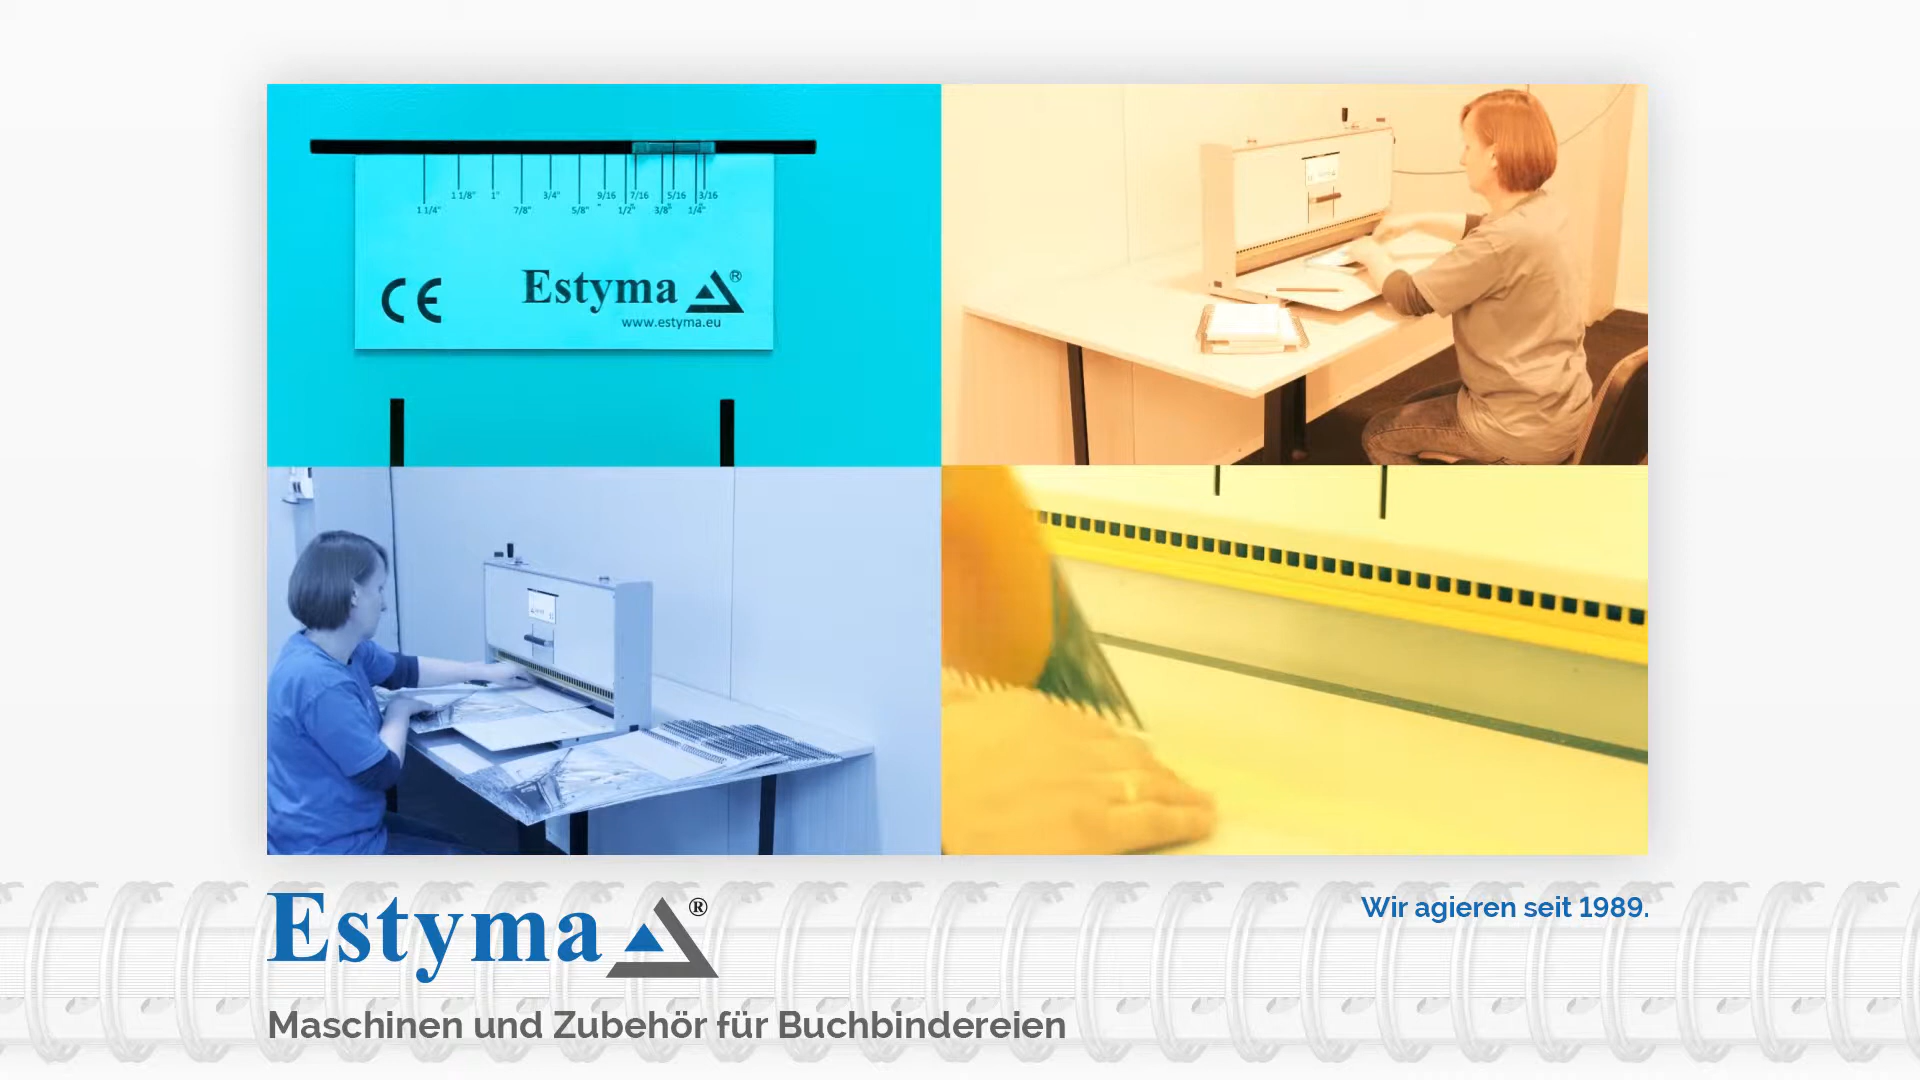 1 1/8" 1" 3/4" 9/16 7/16 5/16 3/16
1 1/4" 7/8" 5/8" 1/2" 3/8" 1/4"
CE Estyma ®
www.estyma.eu
Estyma ®
Wir agieren seit 1989.
Maschinen und Zubehör für Buchbindereien